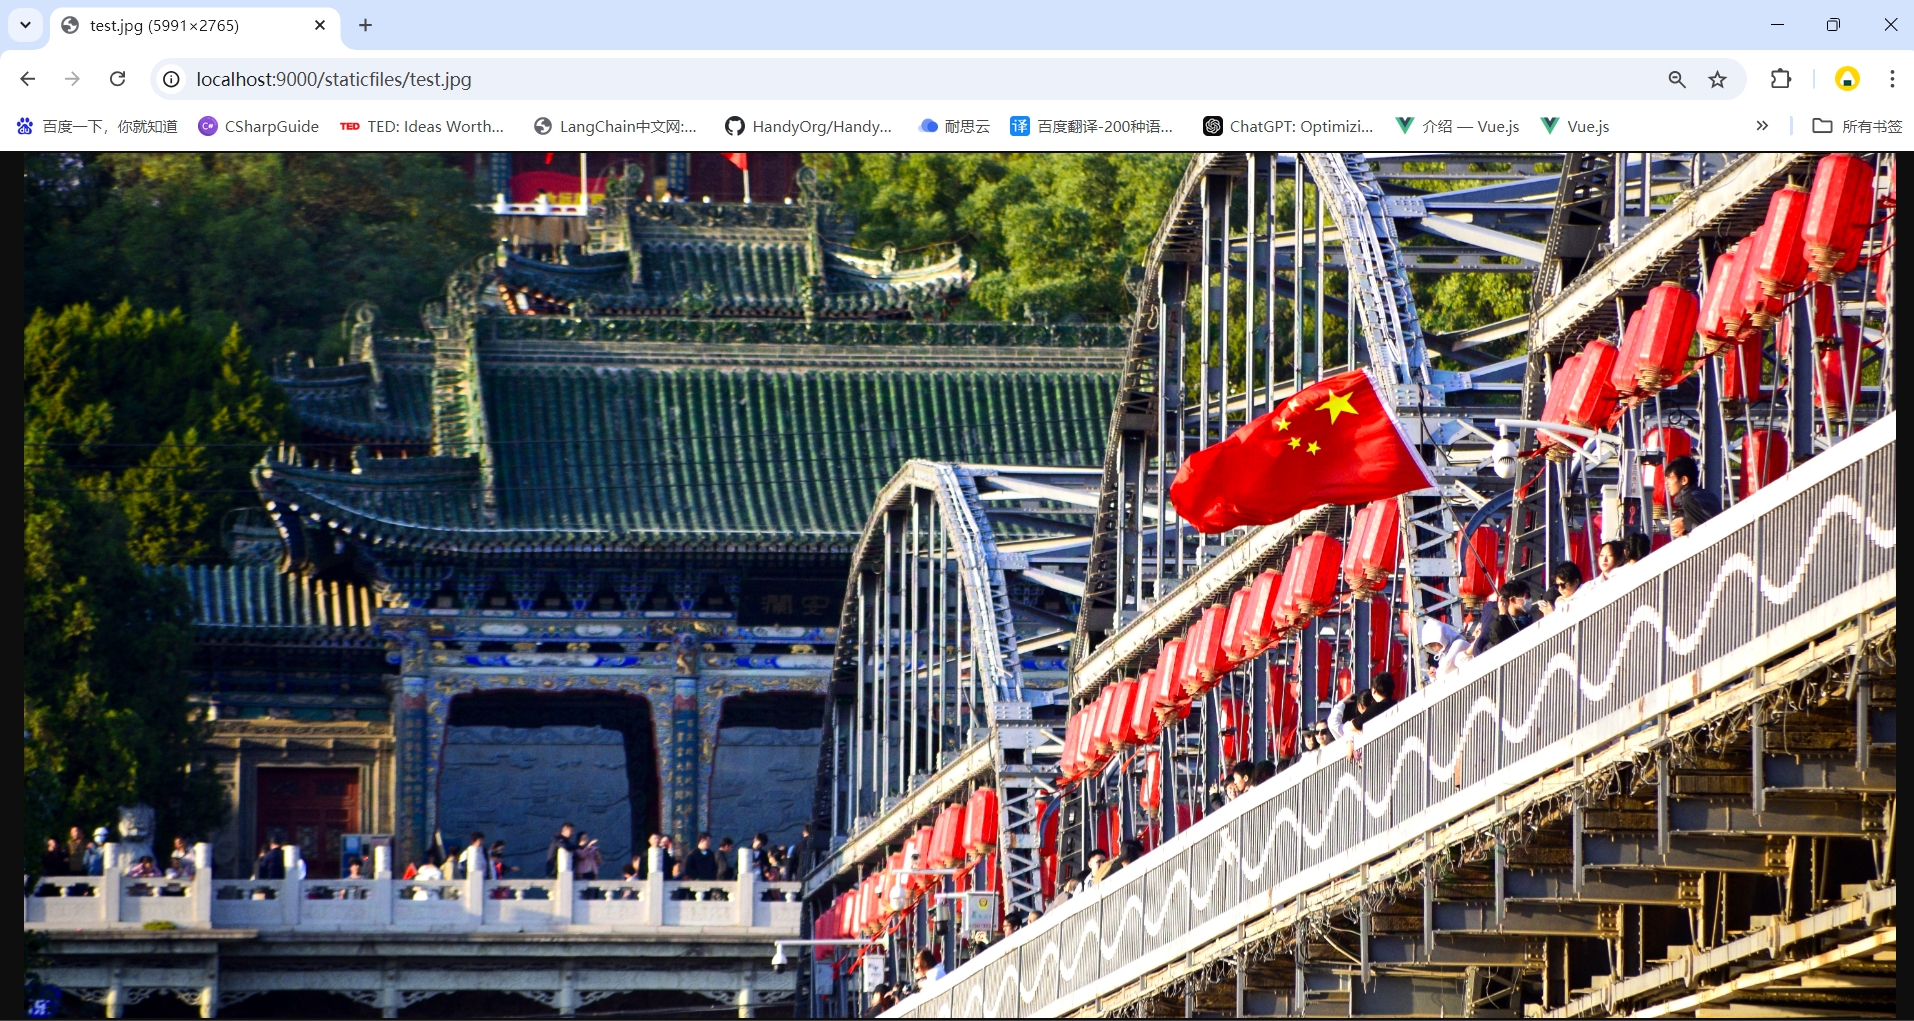 test.jpg (5991×2765)
localhost:9000/staticfiles/test.jpg
百度一下，你就知道
CSharpGuide
TED: Ideas Worth...
LangChain中文网:...
HandyOrg/Handy...
耐思云
百度翻译-200种语...
ChatGPT: Optimizi...
介绍 — Vue.js
Vue.js
所有书签